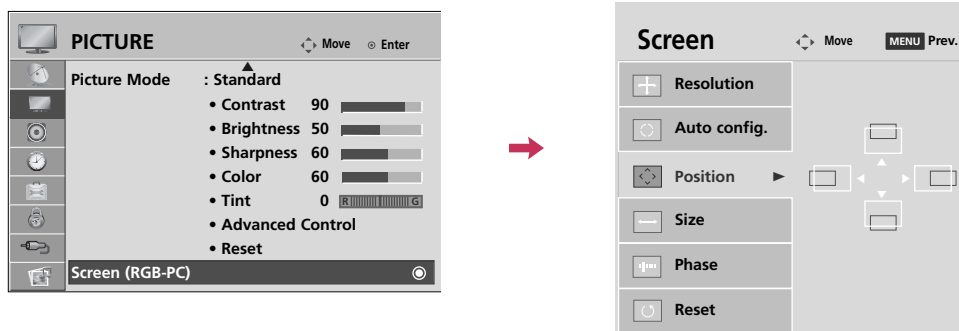 PICTURE
Move ⊙ Enter
Picture Mode : Standard
• Contrast 90
• Brightness 50
• Sharpness 60
• Color 60
• Tint 0 R G
• Advanced Control
• Reset
Screen (RGB-PC)
Screen
Move MENU Prev.
Resolution
Auto config.
Position ►
Size
Phase
Reset